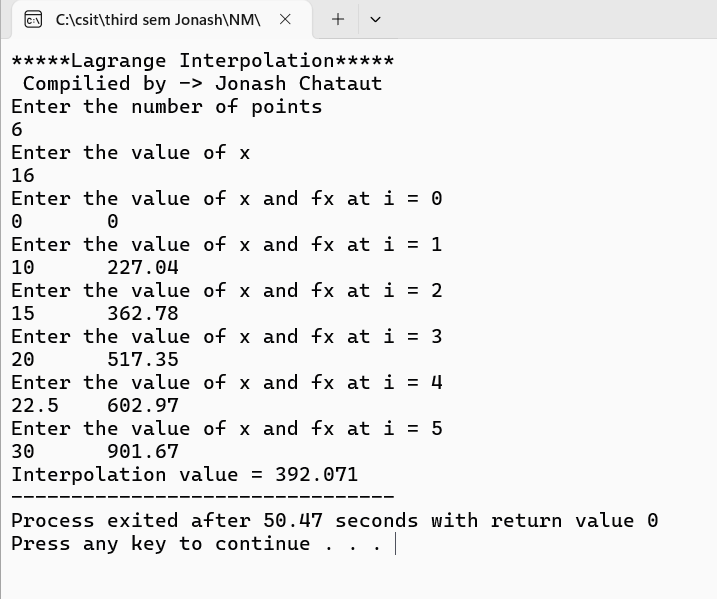 C:\csit\third sem Jonash\NM\
*****Lagrange Interpolation*****
 Compilied by -> Jonash Chataut
Enter the number of points
6
Enter the value of x
16
Enter the value of x and fx at i = 0
0       0
Enter the value of x and fx at i = 1
10      227.04
Enter the value of x and fx at i = 2
15      362.78
Enter the value of x and fx at i = 3
20      517.35
Enter the value of x and fx at i = 4
22.5    602.97
Enter the value of x and fx at i = 5
30      901.67
Interpolation value = 392.071
--------------------------------
Process exited after 50.47 seconds with return value 0
Press any key to continue . . .